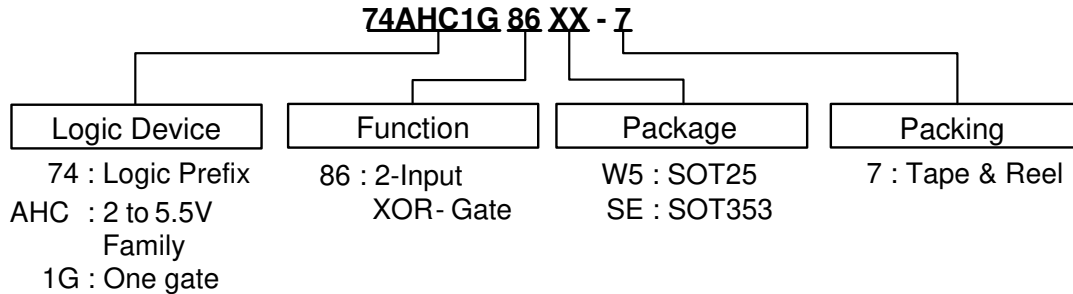 74AHC1G 86 XX - 7
Logic Device
Function
Package
Packing
74 : Logic Prefix
AHC : 2 to 5.5V
Family
1G : One gate
86 : 2-Input
XOR- Gate
W5 : SOT25
SE : SOT353
7 : Tape & Reel